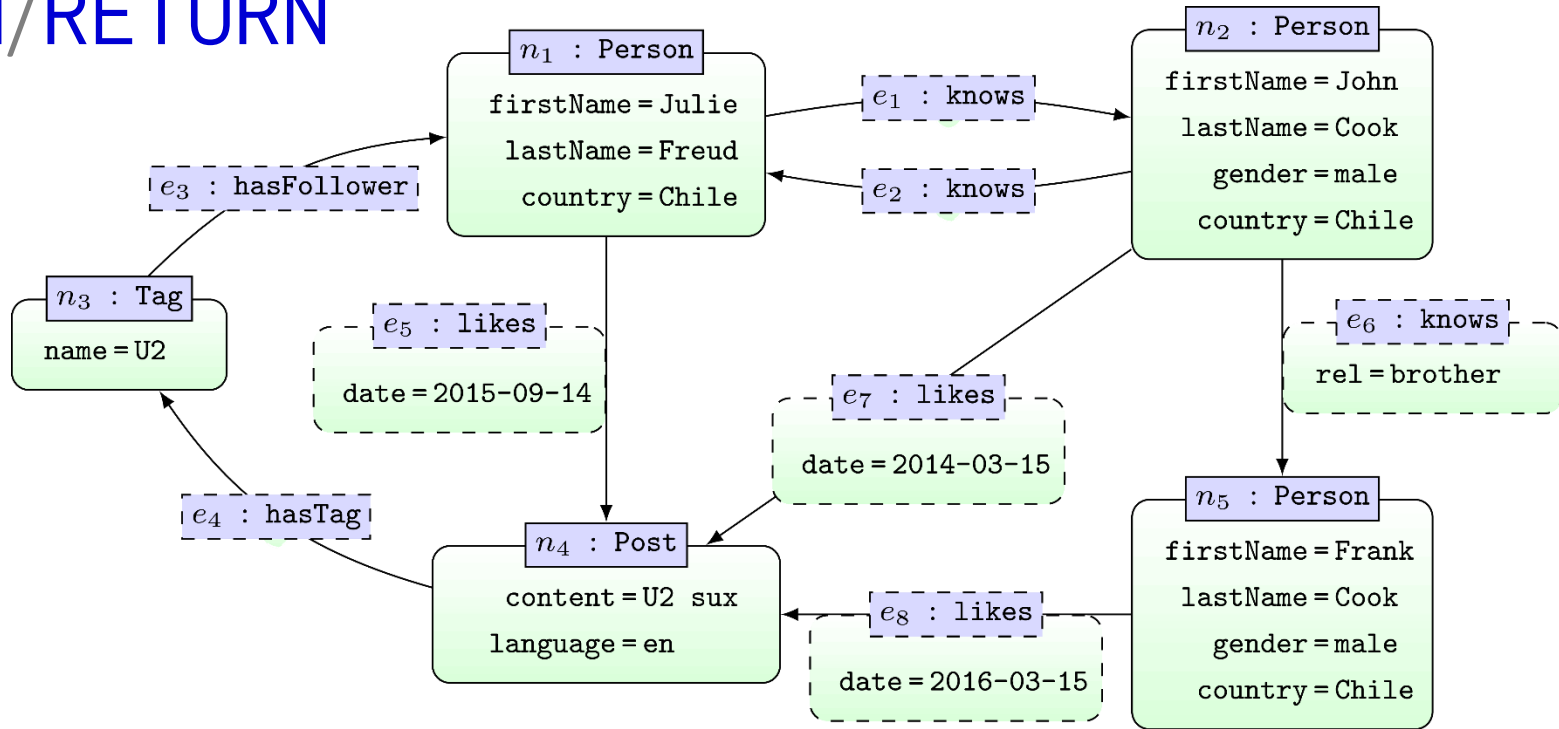 /RETURN
n1 : Person
firstName = Julie
lastName = Freud
country = Chile
e1 : knows
e2 : knows
n2 : Person
firstName = John
lastName = Cook
gender = male
country = Chile
e3 : hasFollower
n3 : Tag
name = U2
e5 : likes
date = 2015-09-14
e6 : knows
rel = brother
e7 : likes
date = 2014-03-15
e4 : hasTag
n4 : Post
content = U2 sux
language = en
e8 : likes
date = 2016-03-15
n5 : Person
firstName = Frank
lastName = Cook
gender = male
country = Chile